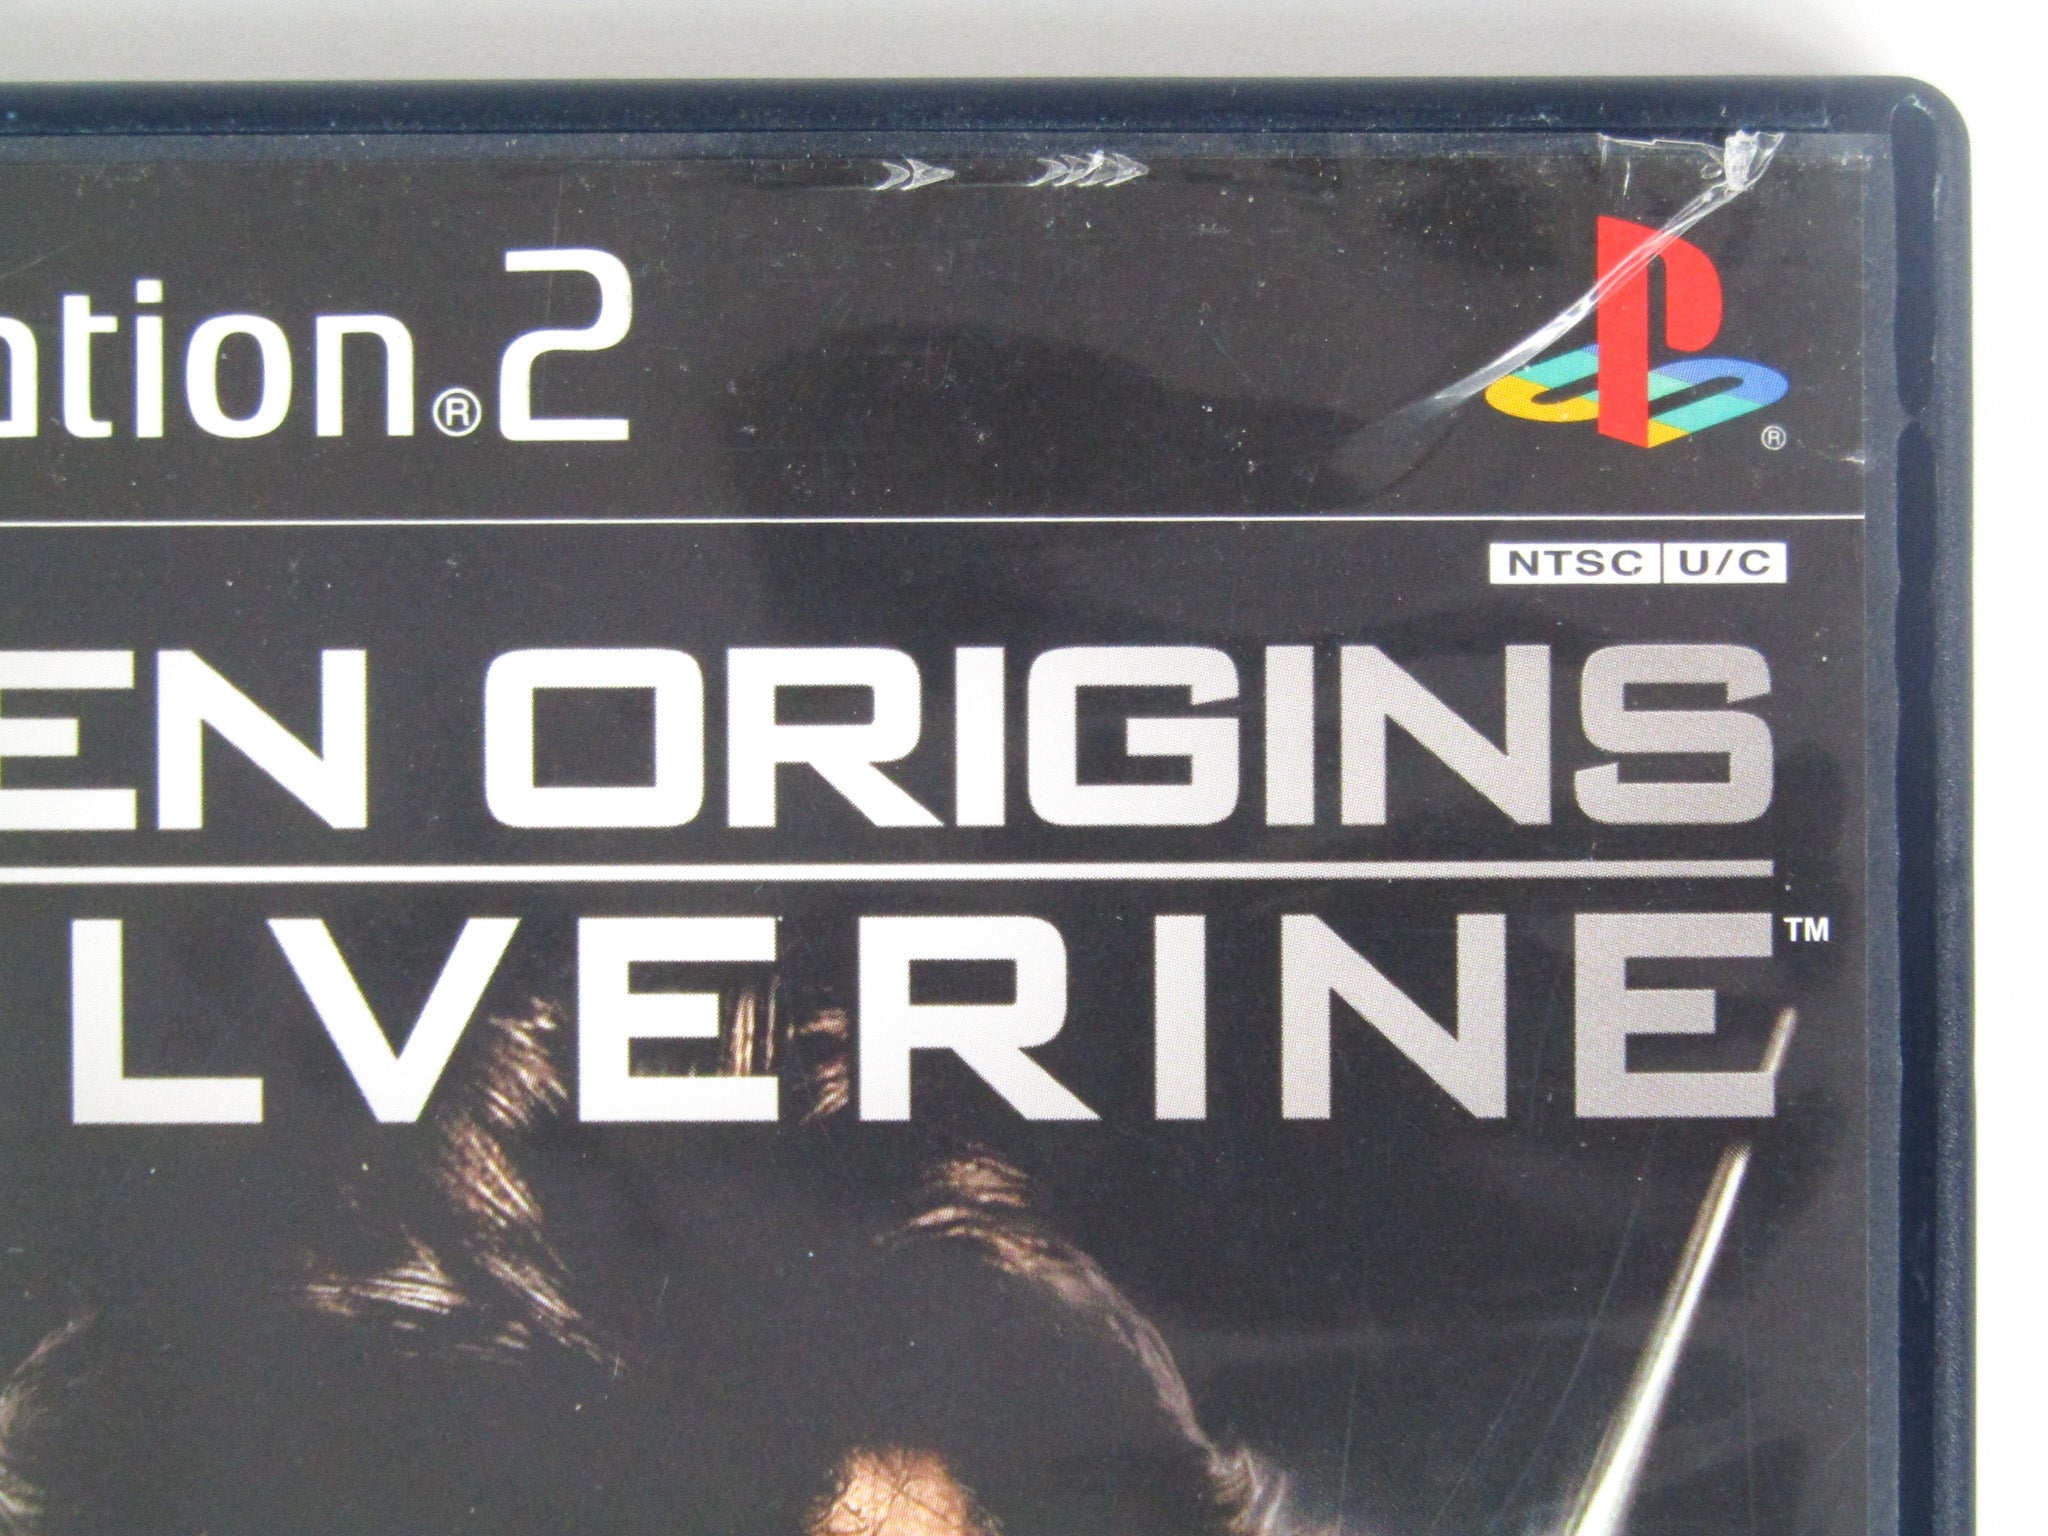 ation®2
NTSC U/C
EN ORIGINS
LVERINE™